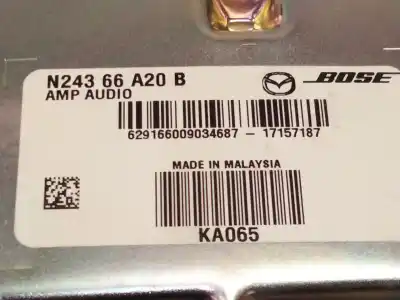 N243 66 A20 B
BOSE
AMP AUDIO
629166009034687 - 17157187
MADE IN MALAYSIA
KA065